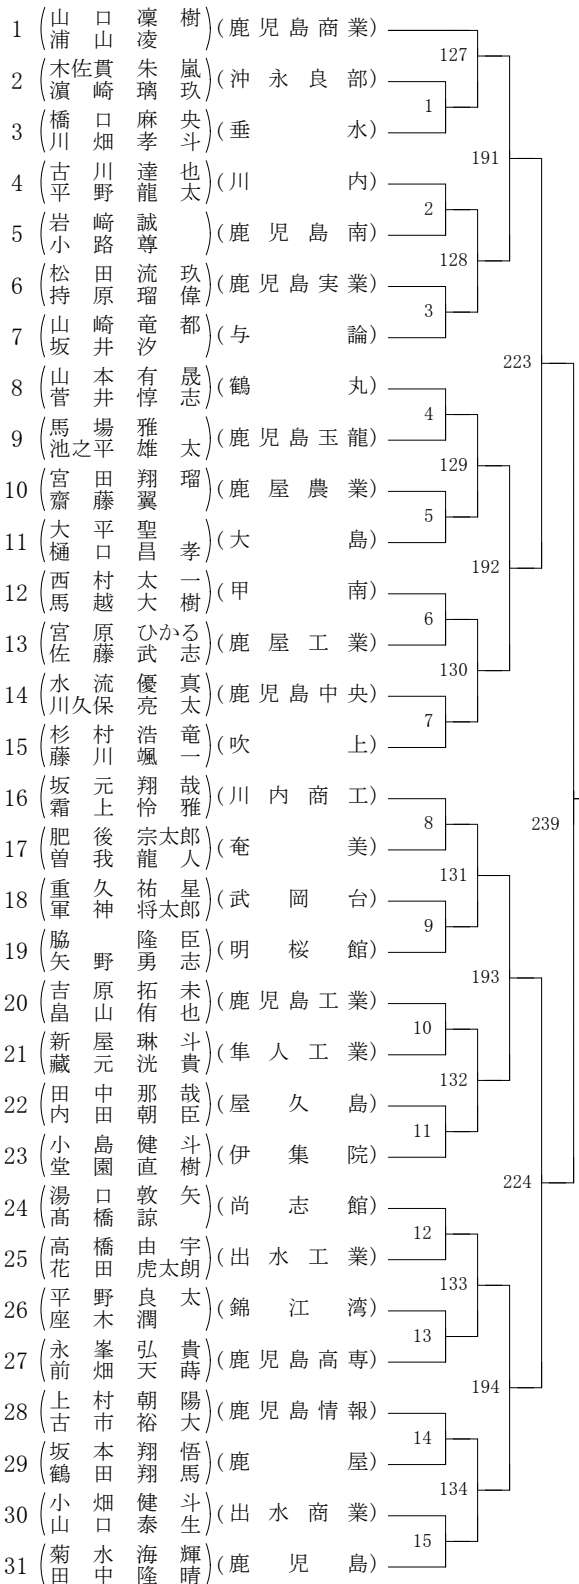 1 (山口凜樹 浦山凌) (鹿児島商業)
2 (木佐貫朱嵐 濵崎璃玖) (沖永良部)
3 (橋口麻央 川畑孝斗) (垂水)
4 (古川達也 平野龍太) (川内)
5 (岩﨑誠 小路尊) (鹿児島南)
6 (松田流玖 持原瑠偉) (鹿児島実業)
7 (山崎竜都 坂井汐) (与論)
8 (山本有晟 菅井惇志) (鶴丸)
9 (馬場雅 池之平雄太) (鹿児島玉龍)
10 (宮田翔瑠 齋藤翼) (鹿屋農業)
11 (大平聖 樋口昌孝) (大島)
12 (西村太一 馬越大樹) (甲南)
13 (宮原ひかる 佐藤武志) (鹿屋工業)
14 (水流優真 川久保亮太) (鹿児島中央)
15 (杉村浩竜 藤川颯一) (吹上)
16 (坂元翔哉 霜上怜雅) (川内商工)
17 (肥後宗太郎 曽我龍人) (奄美)
18 (重久祐星 軍神将太郎) (武岡台)
19 (脇隆臣 矢野勇志) (明桜館)
20 (吉原拓未 畠山侑也) (鹿児島工業)
21 (新屋琳斗 藏元洸貴) (隼人工業)
22 (田中那哉 内田朝臣) (屋久島)
23 (小島健斗 堂園直樹) (伊集院)
24 (湯口敦矢 髙橋諒) (尚志館)
25 (高橋由宇 花田虎太朗) (出水工業)
26 (平野良太 座木潤) (錦江湾)
27 (永峯弘貴 前畑天蒔) (鹿児島高専)
28 (上村朝陽 古市裕大) (鹿児島情報)
29 (坂本翔悟 鶴田翔馬) (鹿屋)
30 (小畑健斗 山口泰生) (出水商業)
31 (菊水海輝 田中隆晴) (鹿児島)
1
2
3
4
5
6
7
8
9
10
11
12
13
14
15
127
128
129
130
131
132
133
134
191
192
193
194
223
224
239